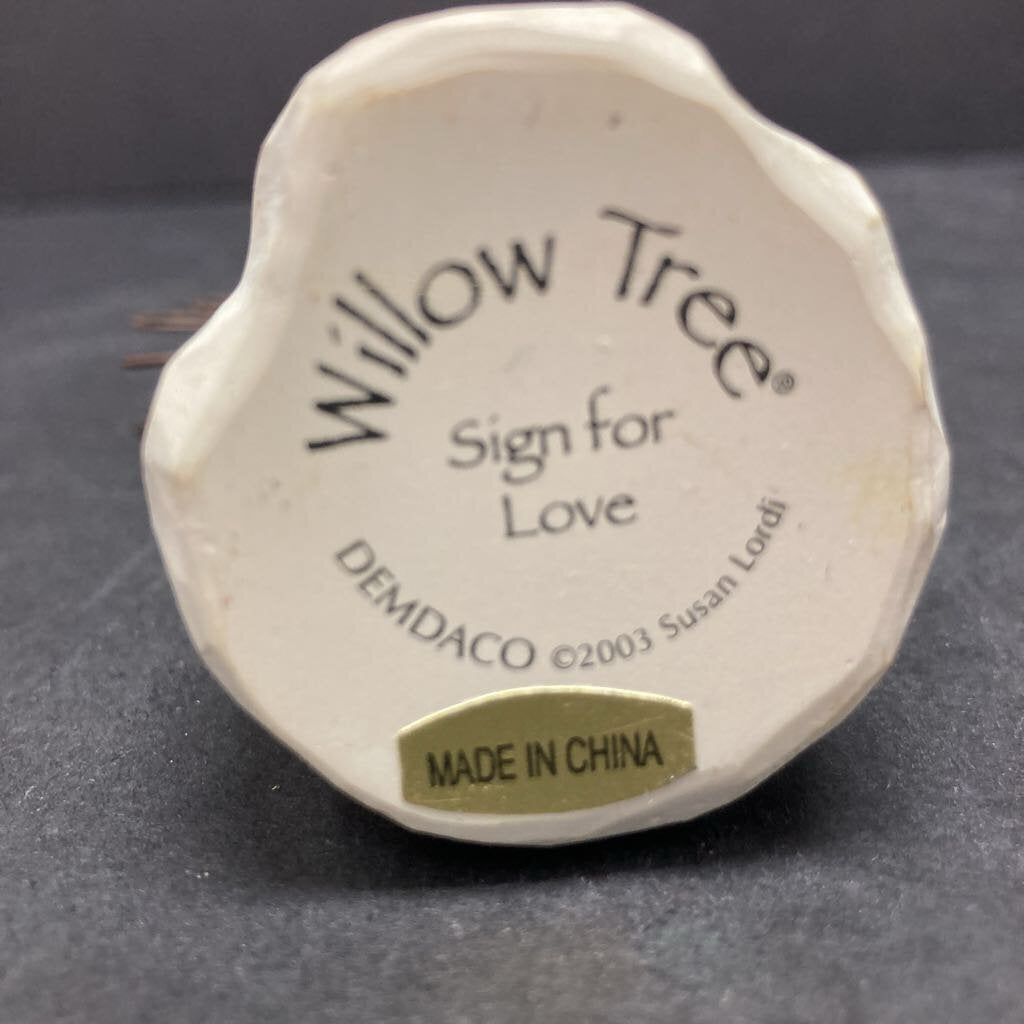 Willow Tree®
Sign for
Love
DEMDACO ©2003 Susan Lordi
MADE IN CHINA